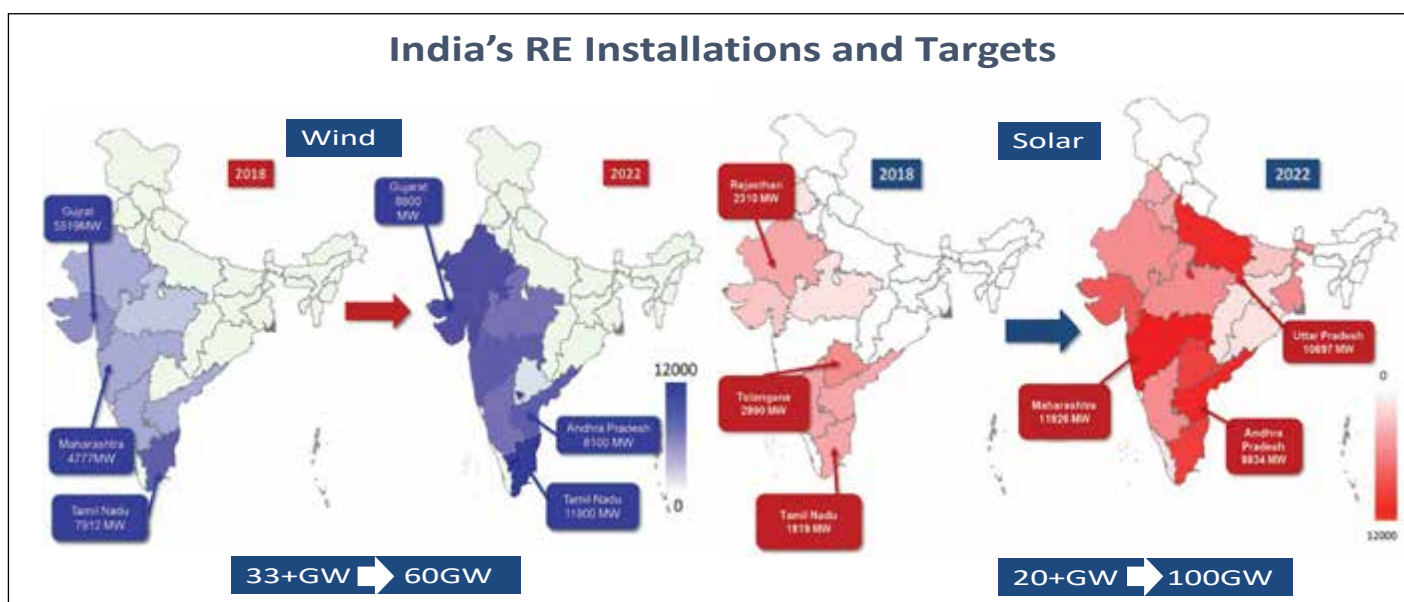 India's RE Installations and Targets
Wind
2018
2022
Gujrat
5519MW
Maharashtra
4777MW
Tamil Nadu
7912 MW
Gujarat
8800
MW
Andhra Pradesh
8100 MW
Tamil Nadu
11900 MW
12000
0
33+GW
60GW
Solar
2018
2022
Rajasthan
2310 MW
Telangana
2990 MW
Tamil Nadu
1819 MW
Uttar Pradesh
10697 MW
Maharashtra
11926 MW
Andhra
Pradesh
9834 MW
0
12000
20+GW
100GW